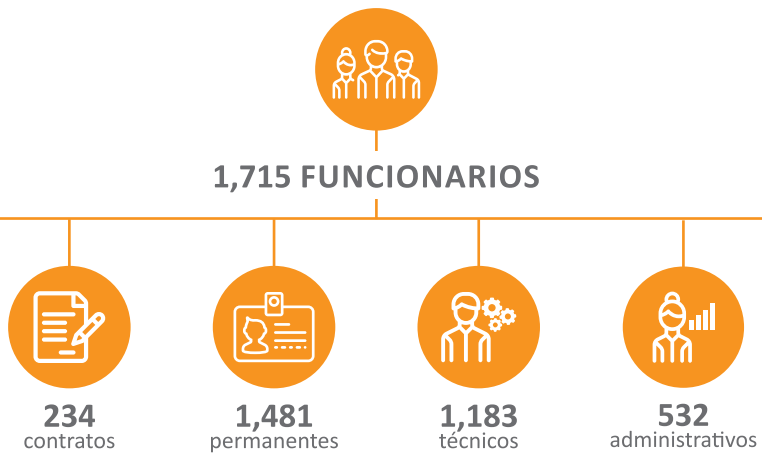 1,715 FUNCIONARIOS
234
contratos
1,481
permanentes
1,183
técnicos
532
administrativos